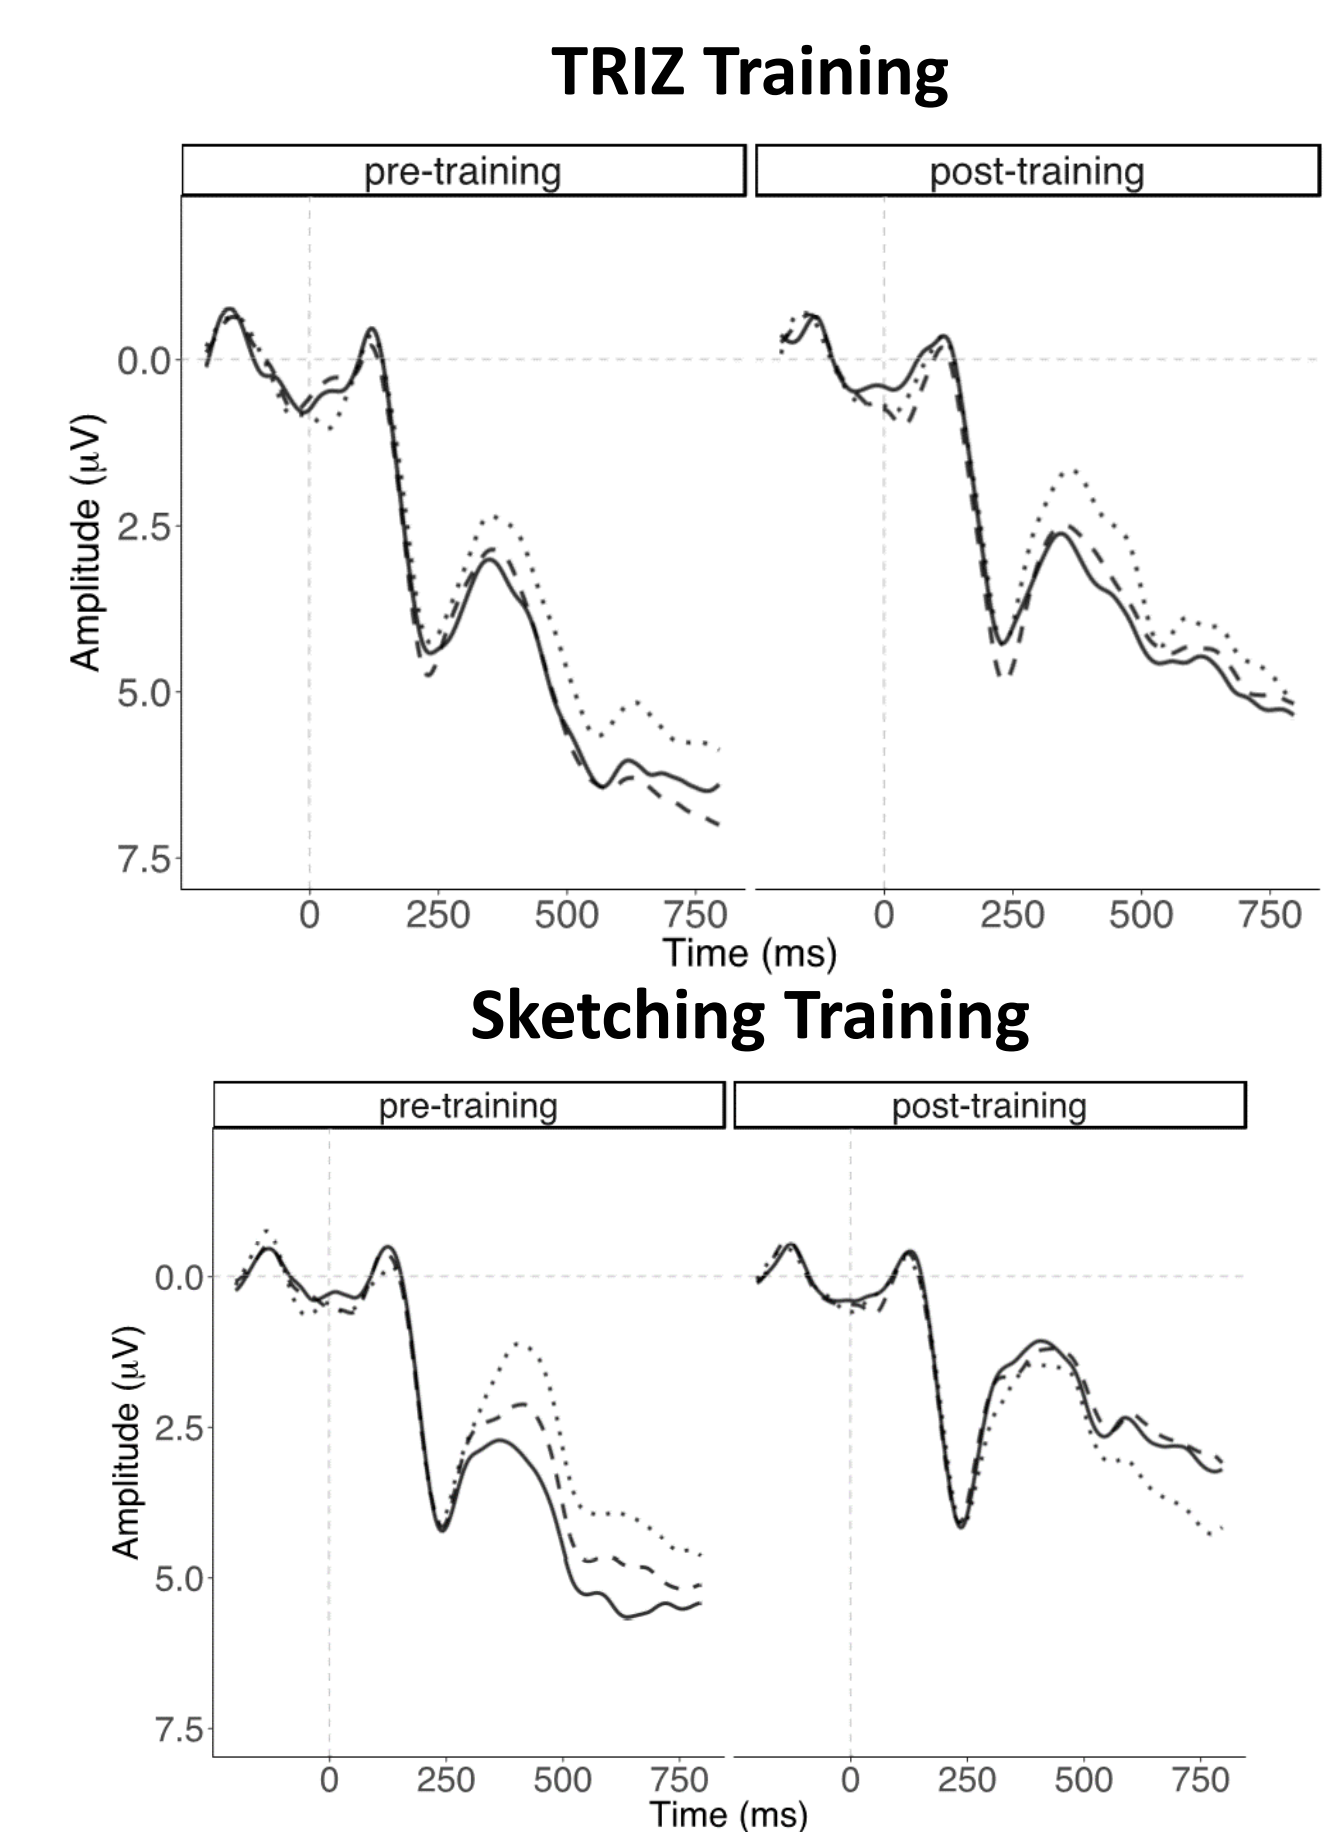 TRIZ Training
pre-training post-training
Amplitude (μV)
0.0
2.5
5.0
7.5
0 250 500 750 0 250 500 750
Time (ms)
Sketching Training
pre-training post-training
Amplitude (μV)
0.0
2.5
5.0
7.5
0 250 500 750 0 250 500 750
Time (ms)